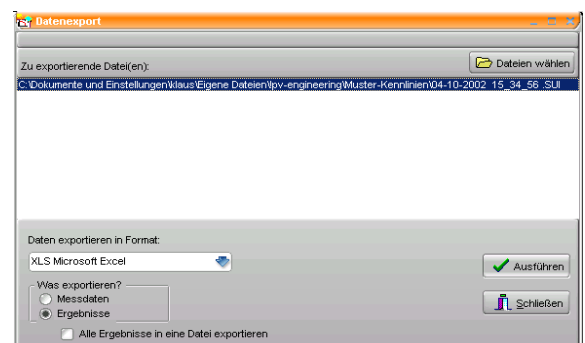 Datenexport
Zu exportierende Datei(en):
Dateien wählen
C:\Dokumente und Einstellungen\klaus\Eigene Dateien\pv-engineering\Muster-Kennlinien\04-10-2002 15_34_56 .SUI
Daten exportieren in Format:
XLS Microsoft Excel
Ausführen
Was exportieren?
Messdaten
Ergebnisse
Schließen
Alle Ergebnisse in eine Datei exportieren